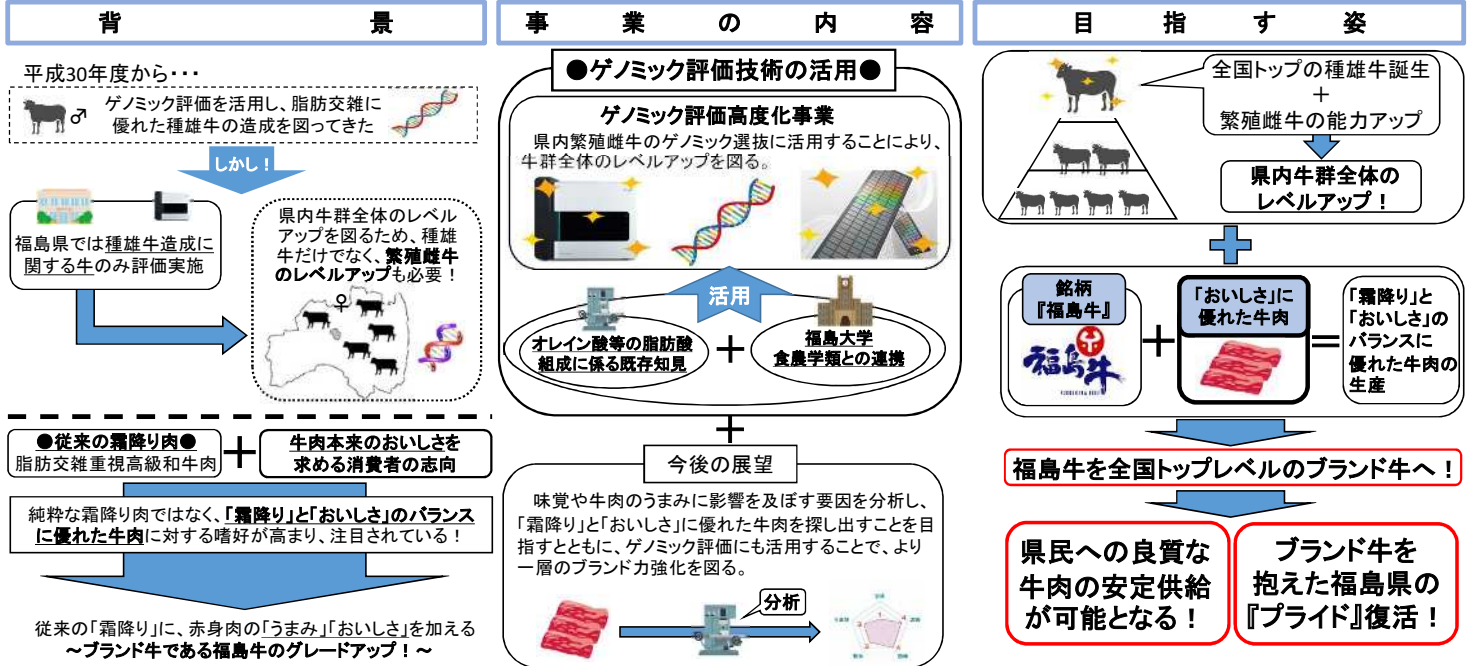 背景
平成30年度から・・・
♂
ゲノミック評価を活用し、脂肪交雑に
優れた種雄牛の造成を図ってきた
しかし！
福島県では種雄牛造成に
関する牛のみ評価実施
県内牛群全体のレベル
アップを図るため、種雄
牛だけでなく、繁殖雌牛
のレベルアップも必要！
♀
●従来の霜降り肉●
脂肪交雑重視高級和牛肉
＋
牛肉本来のおいしさを
求める消費者の志向
純粋な霜降り肉ではなく、「霜降り」と「おいしさ」のバランス
に優れた牛肉に対する嗜好が高まり、注目されている！
従来の「霜降り」に、赤身肉の「うまみ」「おいしさ」を加える
～ブランド牛である福島牛のグレードアップ！～
事業の内容
●ゲノミック評価技術の活用●
ゲノミック評価高度化事業
県内繁殖雌牛のゲノミック選抜に活用することにより、
牛群全体のレベルアップを図る。
活用
オレイン酸等の脂肪酸
組成に係る既存知見
＋
福島大学
食農学類との連携
＋
今後の展望
味覚や牛肉のうまみに影響を及ぼす要因を分析し、
「霜降り」と「おいしさ」に優れた牛肉を探し出すことを目
指すとともに、ゲノミック評価にも活用することで、より
一層のブランド力強化を図る。
分析
目指す姿
全国トップの種雄牛誕生
＋
繁殖雌牛の能力アップ
県内牛群全体の
レベルアップ！
銘柄
『福島牛』
福島牛
＋
「おいしさ」に
優れた牛肉
＝
「霜降り」と
「おいしさ」の
バランスに
優れた牛肉の
生産
福島牛を全国トップレベルのブランド牛へ！
県民への良質な
牛肉の安定供給
が可能となる！
ブランド牛を
抱えた福島県の
『プライド』復活！